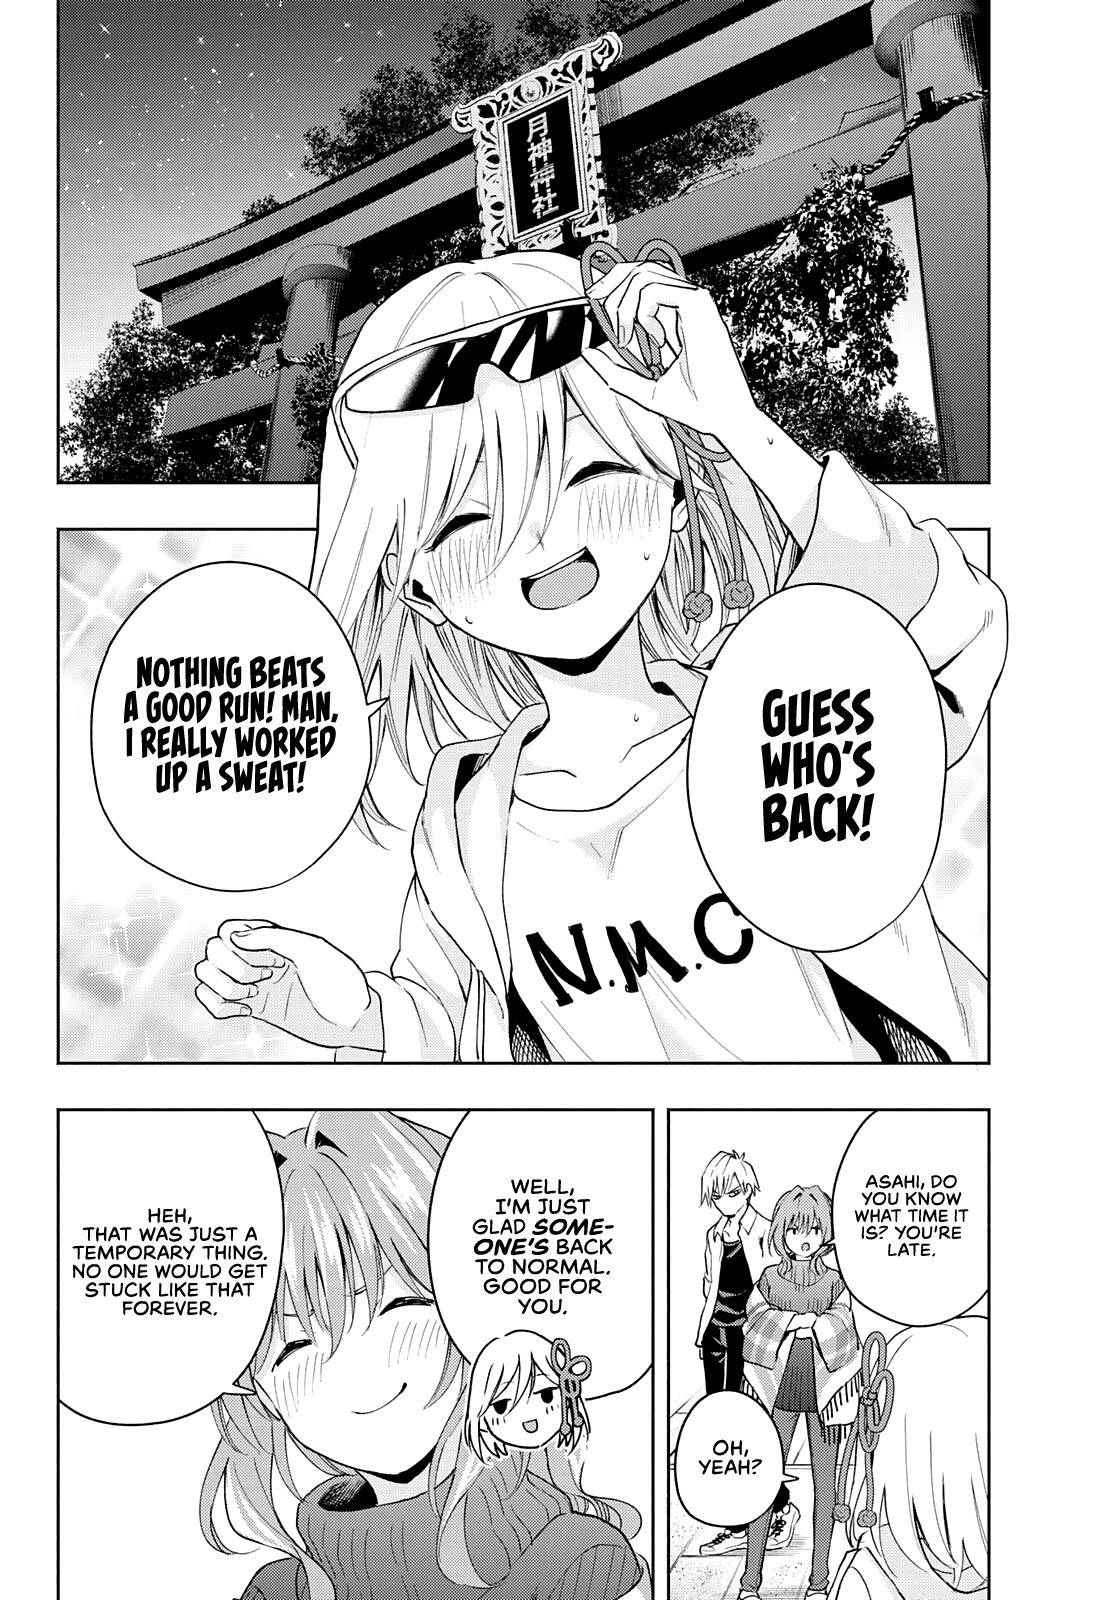 月神神社
GUESS
WHO'S
BACK!
NOTHING BEATS
A GOOD RUN! MAN,
I REALLY WORKED
UP A SWEAT!
N.M.C
ASAHI, DO
YOU KNOW
WHAT TIME IT
IS? YOU'RE
LATE.
OH,
YEAH?
WELL,
I'M JUST
GLAD SOME-
ONE'S BACK
TO NORMAL.
GOOD FOR
YOU.
HEH,
THAT WAS JUST A
TEMPORARY THING.
NO ONE WOULD GET
STUCK LIKE THAT
FOREVER.